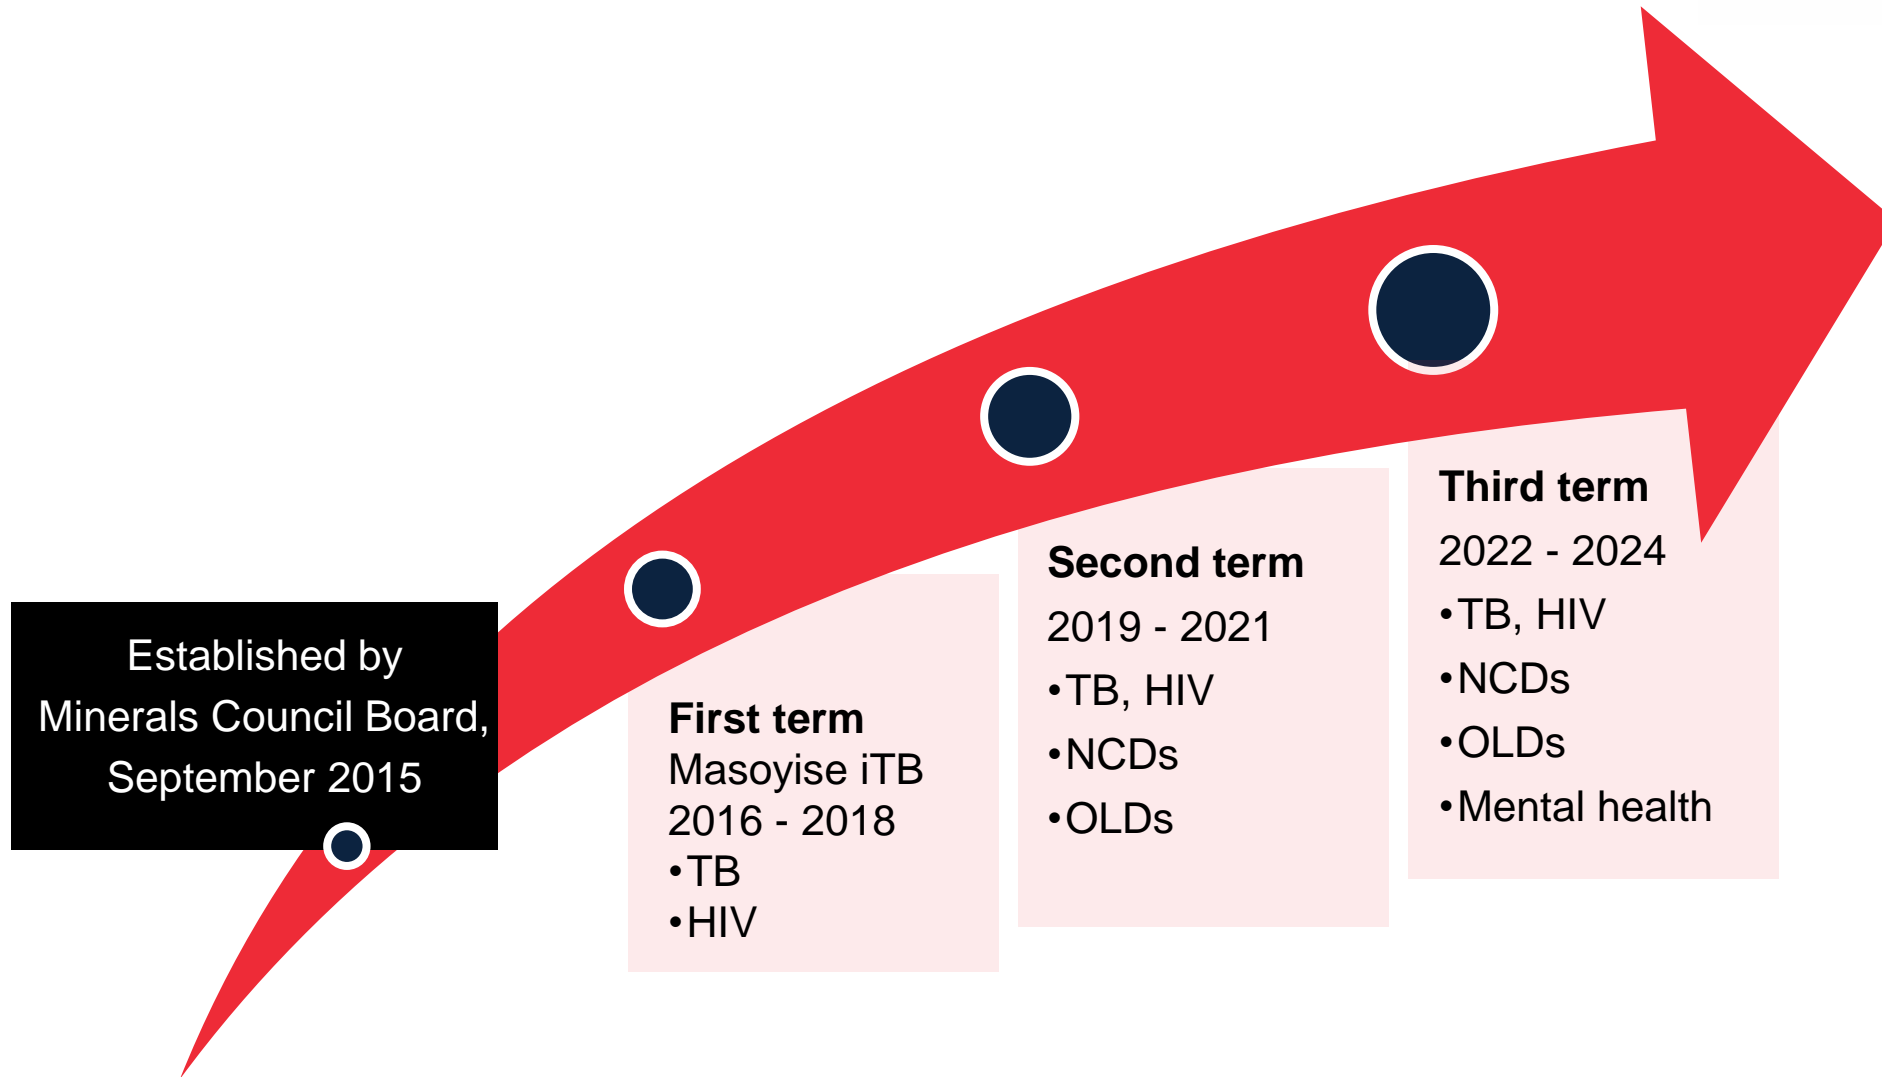 Established by
Minerals Council Board,
September 2015
First term
Masoyise iTB
2016 - 2018
•TB
•HIV
Second term
2019 - 2021
•TB, HIV
•NCDs
•OLDs
Third term
2022 - 2024
•TB, HIV
•NCDs
•OLDs
•Mental health